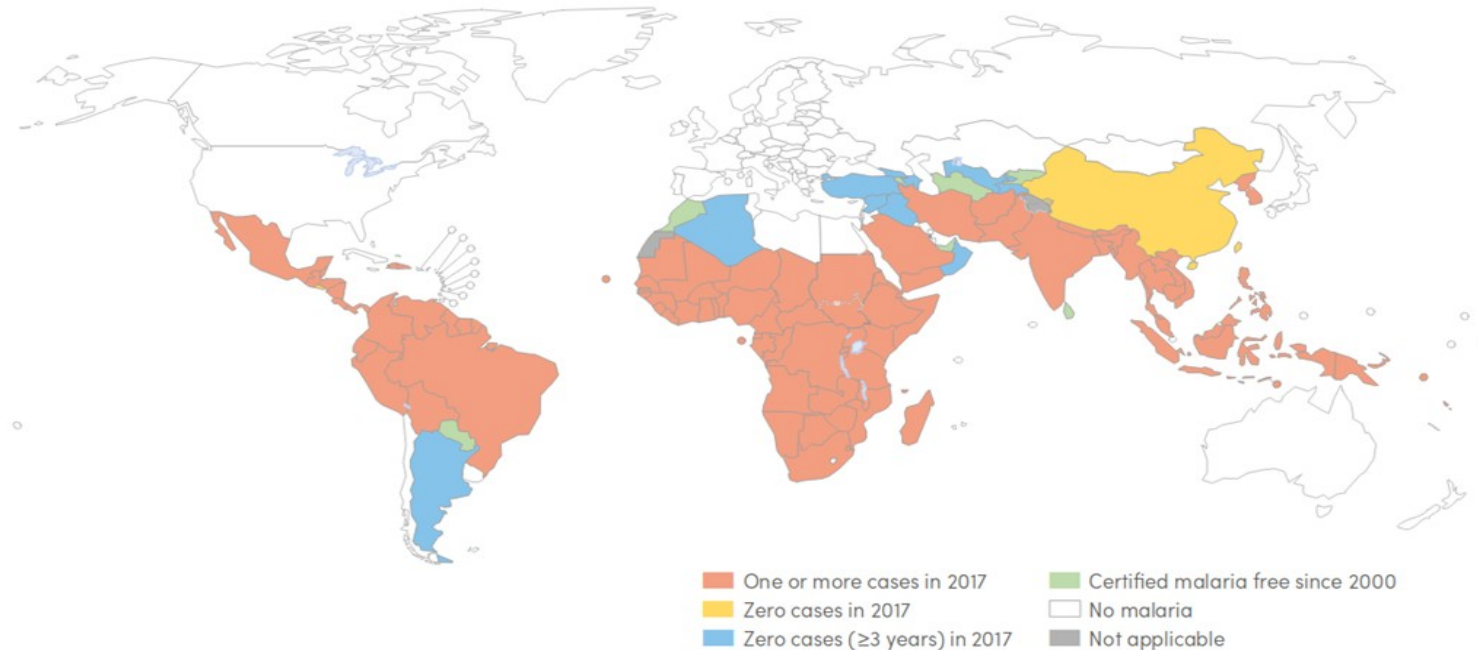 One or more cases in 2017
Zero cases in 2017
Zero cases (≥3 years) in 2017
Certified malaria free since 2000
No malaria
Not applicable